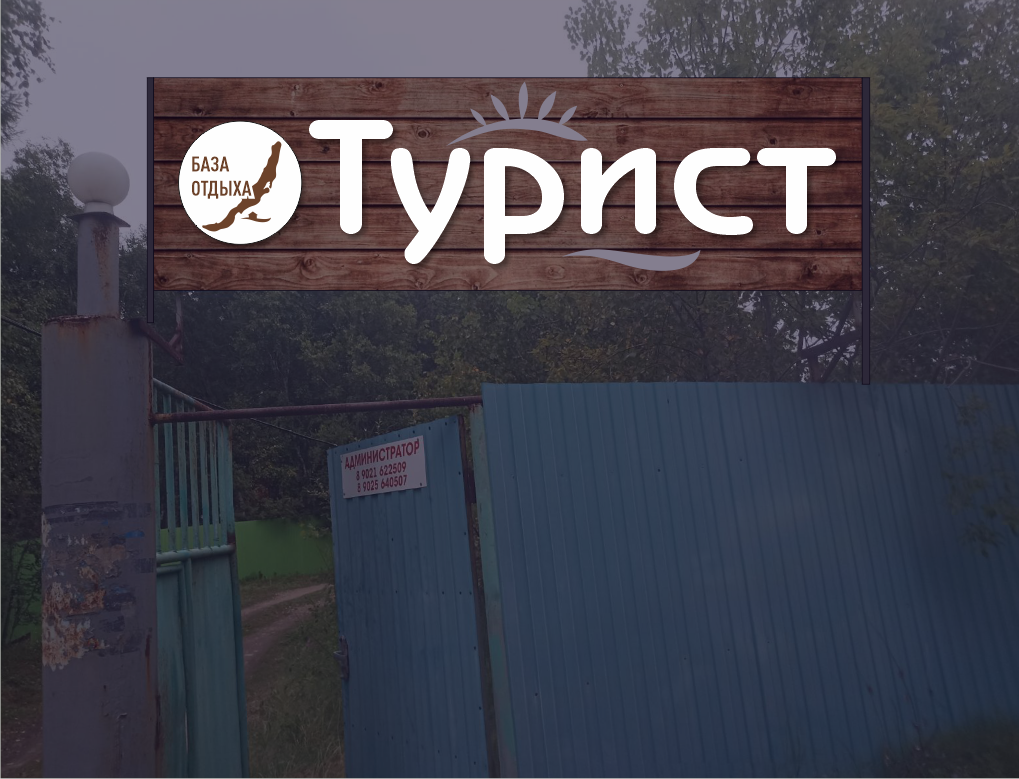 БАЗА
ОТДЫХА
Турист
АДМИНИСТРАТОР
8 9021 622509
8 9025 640507